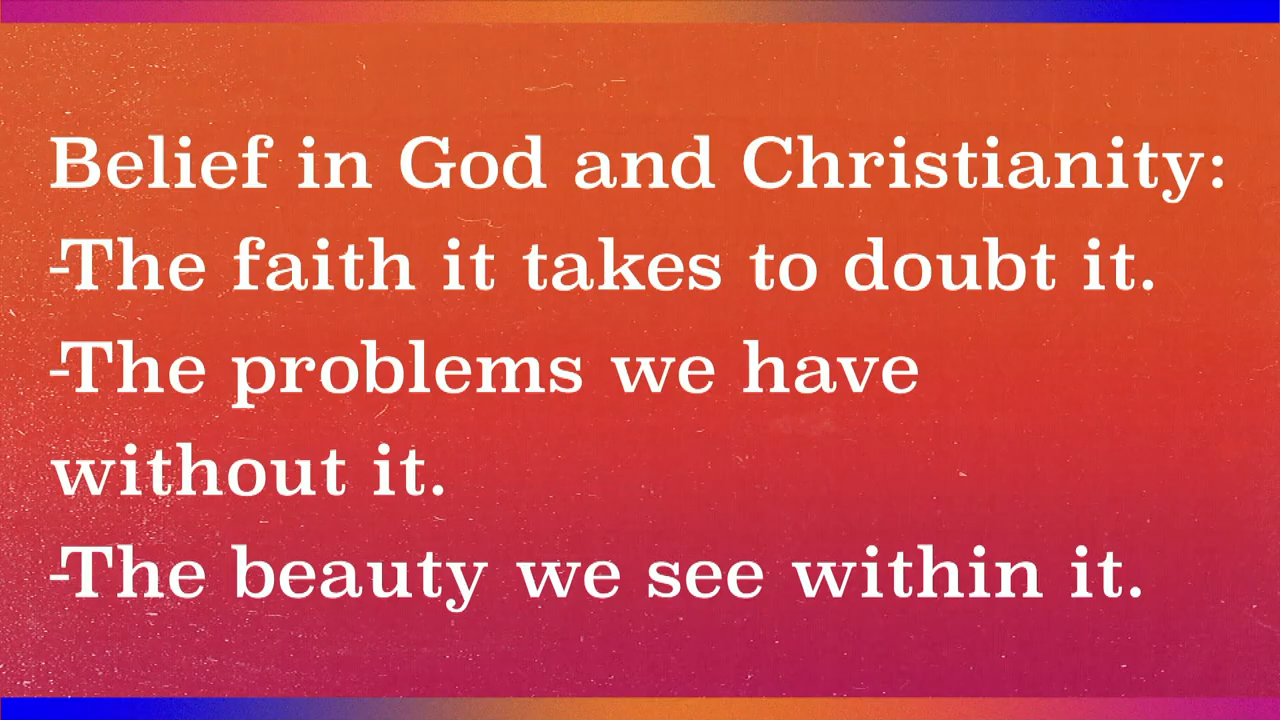 Belief in God and Christianity:
-The faith it takes to doubt it.
-The problems we have
without it.
-The beauty we see within it.